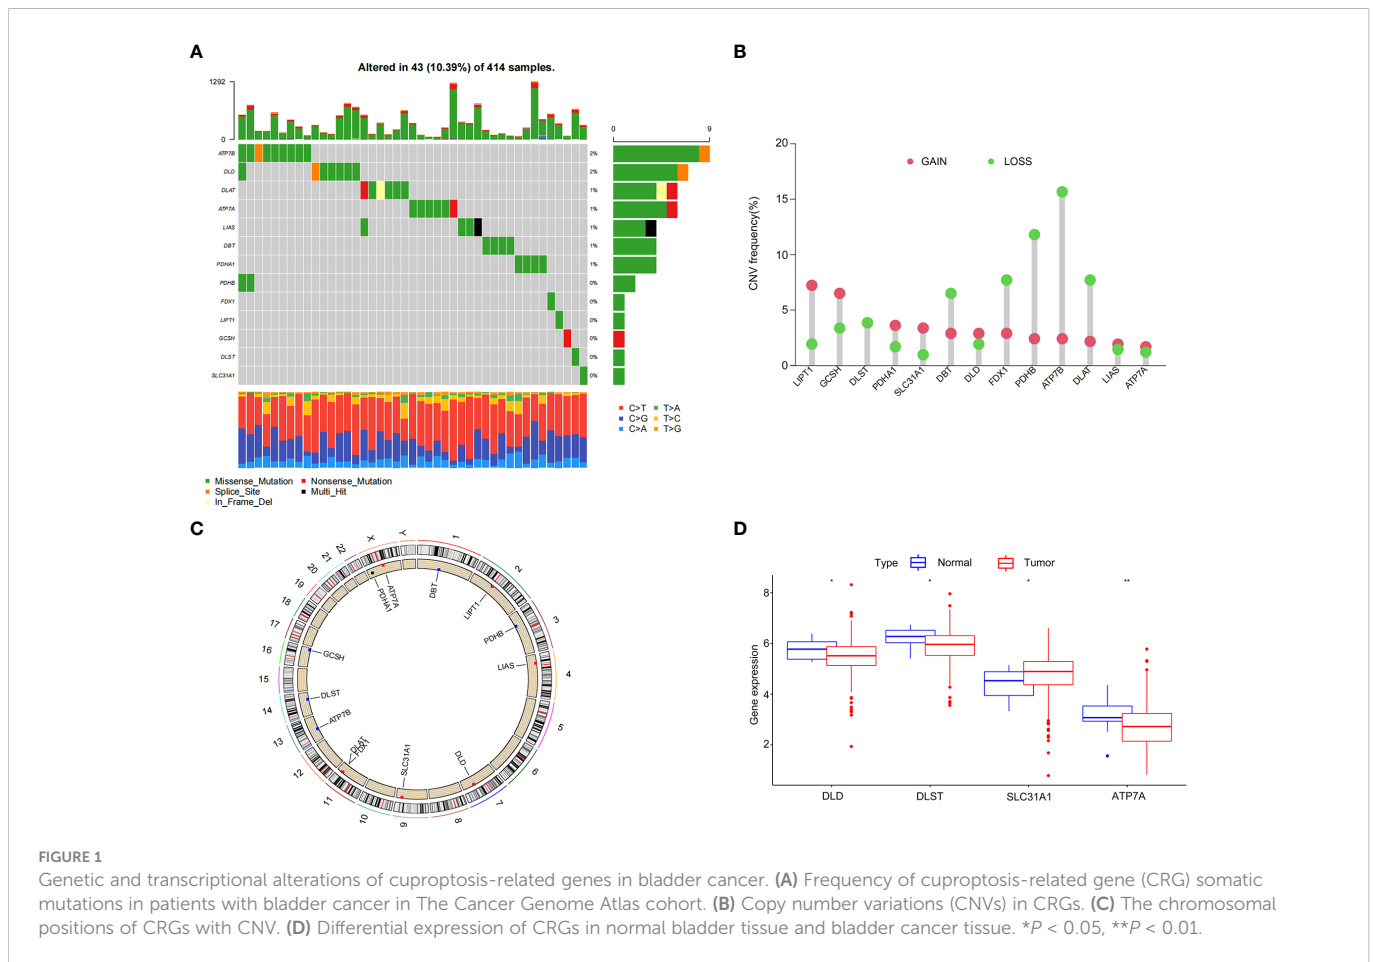 A
Altered in 43 (10.39%) of 414 samples.
1292
0
0 9
ATP7B 2%
DLD 2%
DLAT 1%
ATP7A 1%
LIAS 1%
DBT 1%
PDHA1 1%
PDHB 0%
FDX1 0%
LIPT1 0%
GCSH 0%
DLST 0%
SLC31A1 0%
C>T T>A
C>G T>C
C>A T>G
Missense_Mutation Nonsense_Mutation
Splice_Site Multi_Hit
In_Frame_Del
B
GAIN LOSS
CNV frequency(%)
20
15
10
5
0
LIPT1 GCSH DLST PDHA1 SLC31A1 DBT DLD FDX1 PDHB ATP7B DLAT LIAS ATP7A
C
1 2 3 4 5 6 7 8 9 10 11 12 13 14 15 16 17 18 19 20 21 22 X Y
DBT
LIPT1
PDHB
LIAS
DLD
SLC31A1
FDX1
DLAT
ATP7B
DLST
GCSH
PDHA1
ATP7A
D
Type Normal Tumor
* * * **
Gene expression
8
6
4
2
DLD DLST SLC31A1 ATP7A
FIGURE 1
Genetic and transcriptional alterations of cuproptosis-related genes in bladder cancer. (A) Frequency of cuproptosis-related gene (CRG) somatic
mutations in patients with bladder cancer in The Cancer Genome Atlas cohort. (B) Copy number variations (CNVs) in CRGs. (C) The chromosomal
positions of CRGs with CNV. (D) Differential expression of CRGs in normal bladder tissue and bladder cancer tissue. *P < 0.05, **P < 0.01.